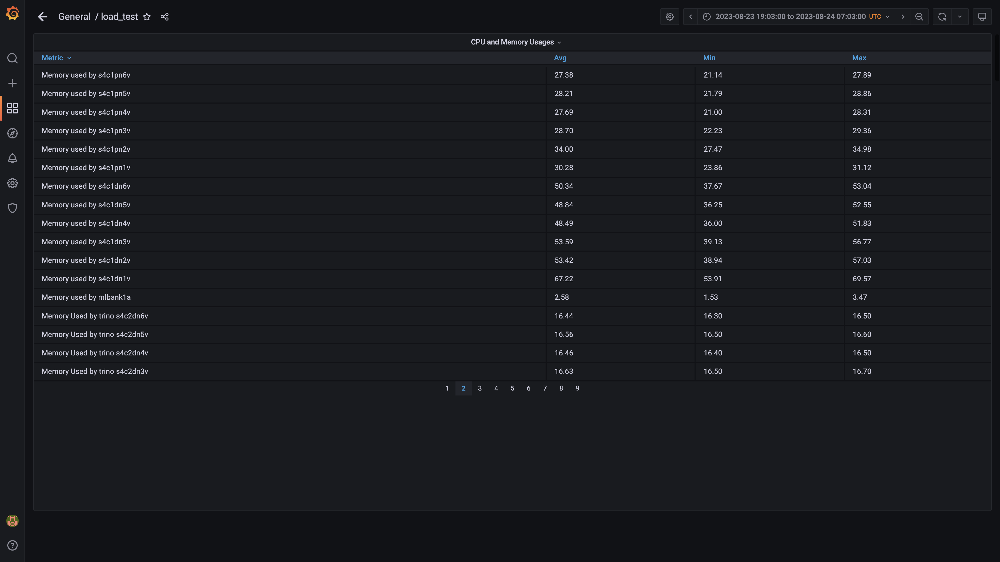 General / load_test
2023-08-23 19:03:00 to 2023-08-24 07:03:00 UTC
CPU and Memory Usages
Metric Avg Min Max
Memory used by s4c1pn6v 27.38 21.14 27.89
Memory used by s4c1pn5v 28.21 21.79 28.86
Memory used by s4c1pn4v 27.69 21.00 28.31
Memory used by s4c1pn3v 28.70 22.23 29.36
Memory used by s4c1pn2v 34.00 27.47 34.98
Memory used by s4c1pn1v 30.28 23.86 31.12
Memory used by s4c1dn6v 50.34 37.67 53.04
Memory used by s4c1dn5v 48.84 36.25 52.55
Memory used by s4c1dn4v 48.49 36.00 51.83
Memory used by s4c1dn3v 53.59 39.13 56.77
Memory used by s4c1dn2v 53.42 38.94 57.03
Memory used by s4c1dn1v 67.22 53.91 69.57
Memory used by mlbank1a 2.58 1.53 3.47
Memory Used by trino s4c2dn6v 16.44 16.30 16.50
Memory Used by trino s4c2dn5v 16.56 16.50 16.60
Memory Used by trino s4c2dn4v 16.46 16.40 16.50
Memory Used by trino s4c2dn3v 16.63 16.50 16.70
1 2 3 4 5 6 7 8 9